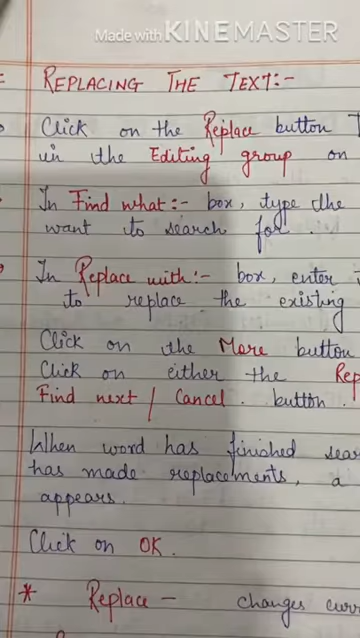 Made with KINEMASTER
REPLACING THE TEXT:-
Click on the Replace button
in the Editing group on
In Find what:- box, type the
want to search for.
In Replace with:- box, enter
to replace the existing
Click on the More button
Click on either the Rep
Find next / Cancel. button.
When word has finished sear
has made replacements, a
appears.
Click on OK.
* Replace - changes curr